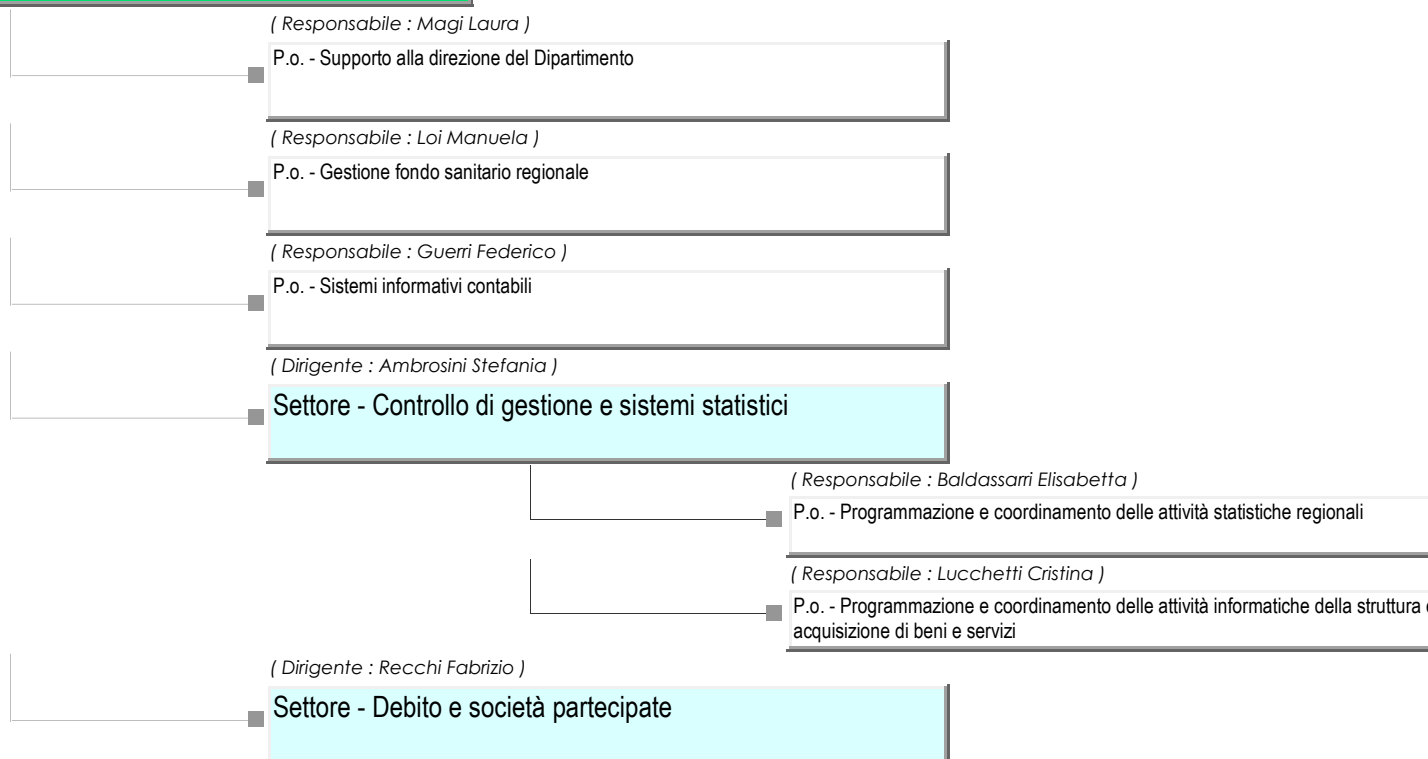 ( Responsabile : Magi Laura )
P.o. - Supporto alla direzione del Dipartimento
( Responsabile : Loi Manuela )
P.o. - Gestione fondo sanitario regionale
( Responsabile : Guerri Federico )
P.o. - Sistemi informativi contabili
( Dirigente : Ambrosini Stefania )
Settore - Controllo di gestione e sistemi statistici
( Responsabile : Baldassarri Elisabetta )
P.o. - Programmazione e coordinamento delle attività statistiche regionali
( Responsabile : Lucchetti Cristina )
P.o. - Programmazione e coordinamento delle attività informatiche della struttura
acquisizione di beni e servizi
( Dirigente : Recchi Fabrizio )
Settore - Debito e società partecipate